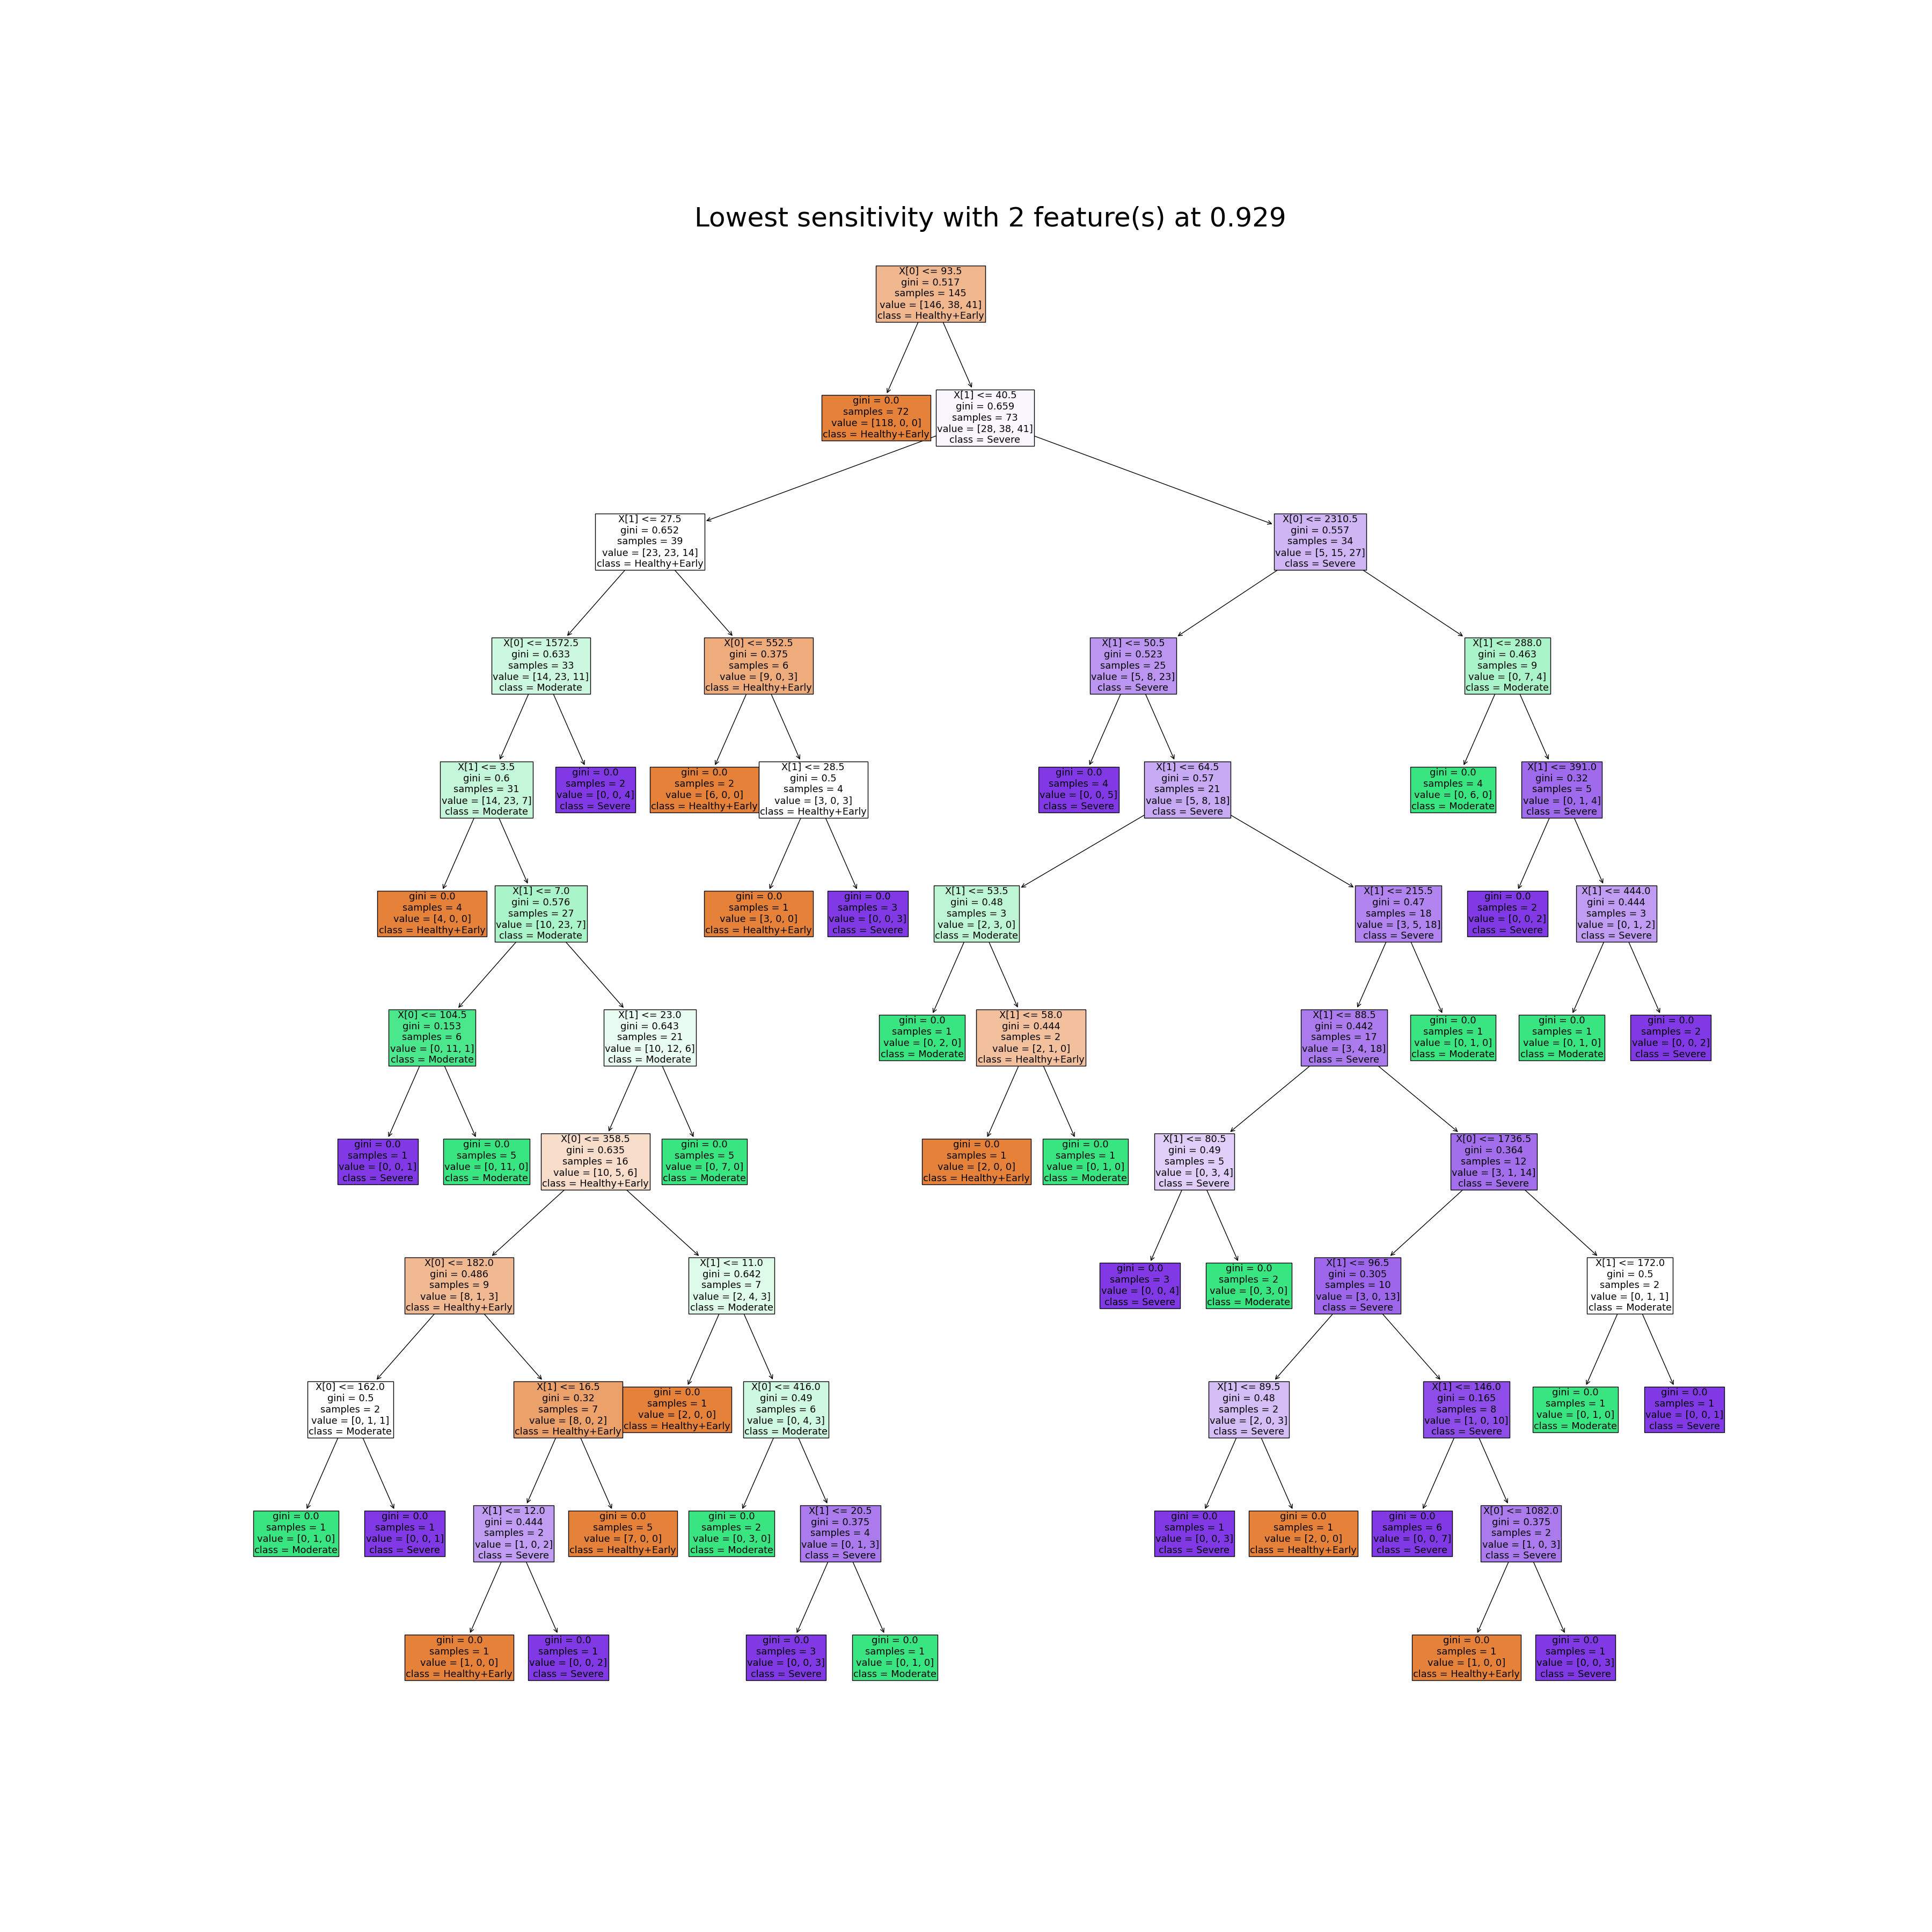 Lowest sensitivity with 2 feature(s) at 0.929
X[0] <= 93.5
gini = 0.517
samples = 145
value = [146, 38, 41]
class = Healthy+Early
gini = 0.0
samples = 72
value = [118, 0, 0]
class = Healthy+Early
X[1] <= 40.5
gini = 0.659
samples = 73
value = [28, 38, 41]
class = Severe
X[1] <= 27.5
gini = 0.652
samples = 39
value = [23, 23, 14]
class = Healthy+Early
X[0] <= 2310.5
gini = 0.557
samples = 34
value = [5, 15, 27]
class = Severe
X[0] <= 1572.5
gini = 0.633
samples = 33
value = [14, 23, 11]
class = Moderate
X[0] <= 552.5
gini = 0.375
samples = 6
value = [9, 0, 3]
class = Healthy+Early
X[1] <= 50.5
gini = 0.523
samples = 25
value = [5, 8, 23]
class = Severe
X[1] <= 288.0
gini = 0.463
samples = 9
value = [0, 7, 4]
class = Moderate
X[1] <= 3.5
gini = 0.6
samples = 31
value = [14, 23, 7]
class = Moderate
gini = 0.0
samples = 2
value = [0, 0, 4]
class = Severe
gini = 0.0
samples = 2
value = [6, 0, 0]
class = Healthy+Early
X[1] <= 28.5
gini = 0.5
samples = 4
value = [3, 0, 3]
class = Healthy+Early
gini = 0.0
samples = 4
value = [0, 0, 5]
class = Severe
X[1] <= 64.5
gini = 0.57
samples = 21
value = [5, 8, 18]
class = Severe
gini = 0.0
samples = 4
value = [0, 6, 0]
class = Moderate
X[1] <= 391.0
gini = 0.32
samples = 5
value = [0, 1, 4]
class = Severe
gini = 0.0
samples = 4
value = [4, 0, 0]
class = Healthy+Early
X[1] <= 7.0
gini = 0.576
samples = 27
value = [10, 23, 7]
class = Moderate
gini = 0.0
samples = 1
value = [3, 0, 0]
class = Healthy+Early
gini = 0.0
samples = 3
value = [0, 0, 3]
class = Severe
X[1] <= 53.5
gini = 0.48
samples = 3
value = [2, 3, 0]
class = Moderate
X[1] <= 215.5
gini = 0.47
samples = 18
value = [3, 5, 18]
class = Severe
gini = 0.0
samples = 2
value = [0, 0, 2]
class = Severe
X[1] <= 444.0
gini = 0.444
samples = 3
value = [0, 1, 2]
class = Severe
X[0] <= 104.5
gini = 0.153
samples = 6
value = [0, 11, 1]
class = Moderate
X[1] <= 23.0
gini = 0.643
samples = 21
value = [10, 12, 6]
class = Moderate
gini = 0.0
samples = 1
value = [0, 2, 0]
class = Moderate
X[1] <= 58.0
gini = 0.444
samples = 2
value = [2, 1, 0]
class = Healthy+Early
X[1] <= 88.5
gini = 0.442
samples = 17
value = [3, 4, 18]
class = Severe
gini = 0.0
samples = 1
value = [0, 1, 0]
class = Moderate
gini = 0.0
samples = 1
value = [0, 1, 0]
class = Moderate
gini = 0.0
samples = 2
value = [0, 0, 2]
class = Severe
gini = 0.0
samples = 1
value = [0, 0, 1]
class = Severe
gini = 0.0
samples = 5
value = [0, 11, 0]
class = Moderate
X[0] <= 358.5
gini = 0.635
samples = 16
value = [10, 5, 6]
class = Healthy+Early
gini = 0.0
samples = 5
value = [0, 7, 0]
class = Moderate
gini = 0.0
samples = 1
value = [2, 0, 0]
class = Healthy+Early
gini = 0.0
samples = 1
value = [0, 1, 0]
class = Moderate
X[1] <= 80.5
gini = 0.49
samples = 5
value = [0, 3, 4]
class = Severe
X[0] <= 1736.5
gini = 0.364
samples = 12
value = [3, 1, 14]
class = Severe
X[0] <= 182.0
gini = 0.486
samples = 9
value = [8, 1, 3]
class = Healthy+Early
X[1] <= 11.0
gini = 0.642
samples = 7
value = [2, 4, 3]
class = Moderate
gini = 0.0
samples = 3
value = [0, 0, 4]
class = Severe
gini = 0.0
samples = 2
value = [0, 3, 0]
class = Moderate
X[1] <= 96.5
gini = 0.305
samples = 10
value = [3, 0, 13]
class = Severe
X[1] <= 172.0
gini = 0.5
samples = 2
value = [0, 1, 1]
class = Moderate
X[0] <= 162.0
gini = 0.5
samples = 2
value = [0, 1, 1]
class = Moderate
X[1] <= 16.5
gini = 0.32
samples = 7
value = [8, 0, 2]
class = Healthy+Early
gini = 0.0
samples = 1
value = [2, 0, 0]
class = Healthy+Early
X[0] <= 416.0
gini = 0.49
samples = 6
value = [0, 4, 3]
class = Moderate
X[1] <= 89.5
gini = 0.48
samples = 2
value = [2, 0, 3]
class = Severe
X[1] <= 146.0
gini = 0.165
samples = 8
value = [1, 0, 10]
class = Severe
gini = 0.0
samples = 1
value = [0, 1, 0]
class = Moderate
gini = 0.0
samples = 1
value = [0, 0, 1]
class = Severe
gini = 0.0
samples = 1
value = [0, 1, 0]
class = Moderate
gini = 0.0
samples = 1
value = [0, 0, 1]
class = Severe
X[1] <= 12.0
gini = 0.444
samples = 2
value = [1, 0, 2]
class = Severe
gini = 0.0
samples = 5
value = [7, 0, 0]
class = Healthy+Early
gini = 0.0
samples = 2
value = [0, 3, 0]
class = Moderate
X[1] <= 20.5
gini = 0.375
samples = 4
value = [0, 1, 3]
class = Severe
gini = 0.0
samples = 1
value = [0, 0, 3]
class = Severe
gini = 0.0
samples = 1
value = [2, 0, 0]
class = Healthy+Early
gini = 0.0
samples = 6
value = [0, 0, 7]
class = Severe
X[0] <= 1082.0
gini = 0.375
samples = 2
value = [1, 0, 3]
class = Severe
gini = 0.0
samples = 1
value = [1, 0, 0]
class = Healthy+Early
gini = 0.0
samples = 1
value = [0, 0, 2]
class = Severe
gini = 0.0
samples = 3
value = [0, 0, 3]
class = Severe
gini = 0.0
samples = 1
value = [0, 1, 0]
class = Moderate
gini = 0.0
samples = 1
value = [1, 0, 0]
class = Healthy+Early
gini = 0.0
samples = 1
value = [0, 0, 3]
class = Severe